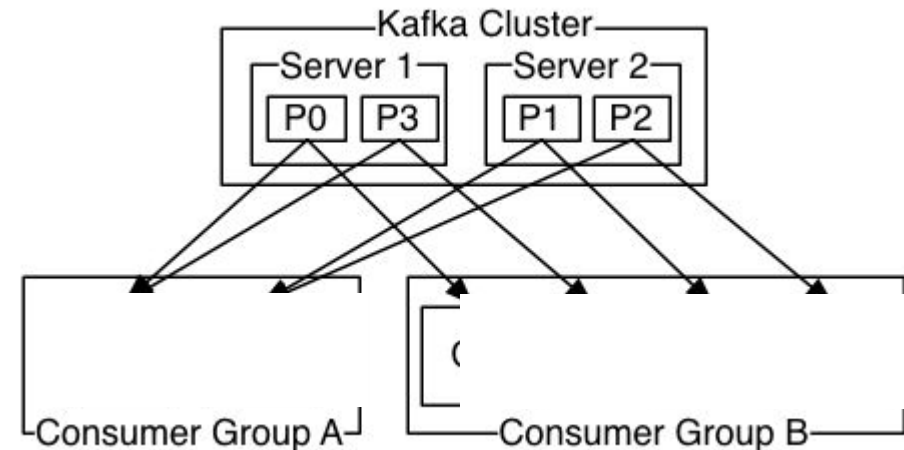 Kafka Cluster
Server 1 Server 2
P0 P3 P1 P2
Consumer Group A Consumer Group B